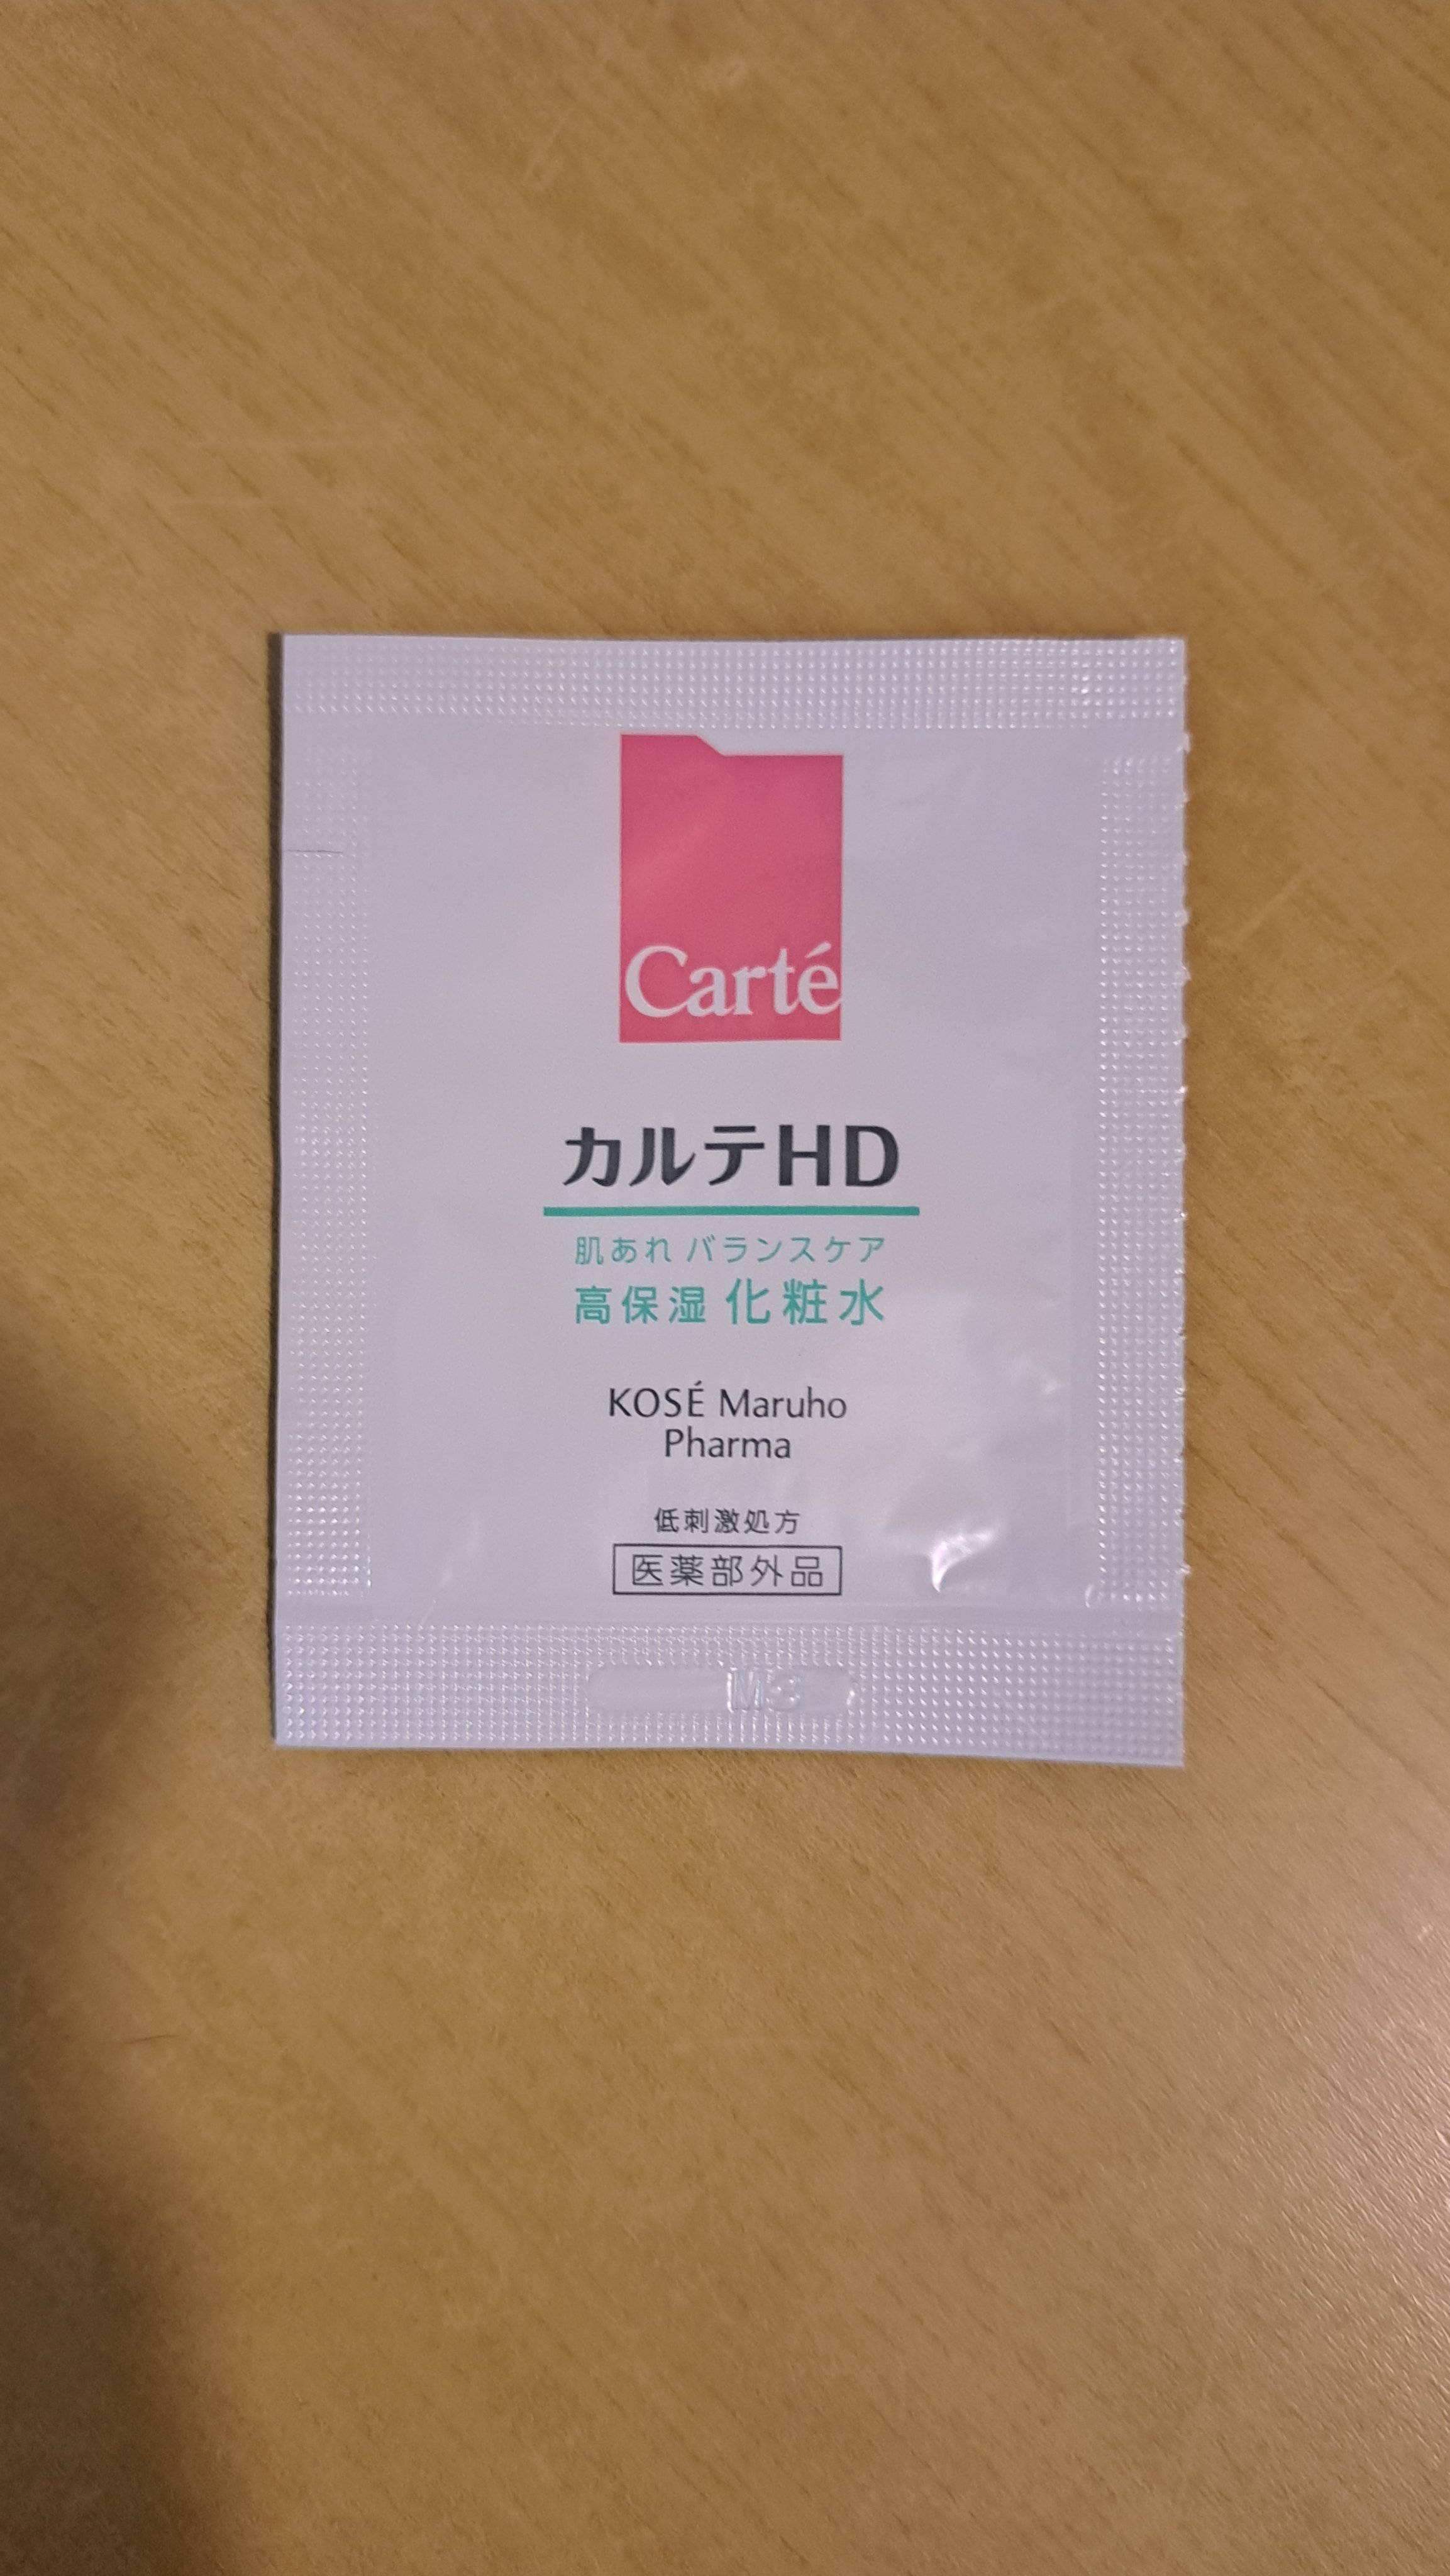 Carté
カルテHD
肌あれ バランスケア
高保湿 化粧水
KOSÉ Maruho
Pharma
低刺激処方
医薬部外品